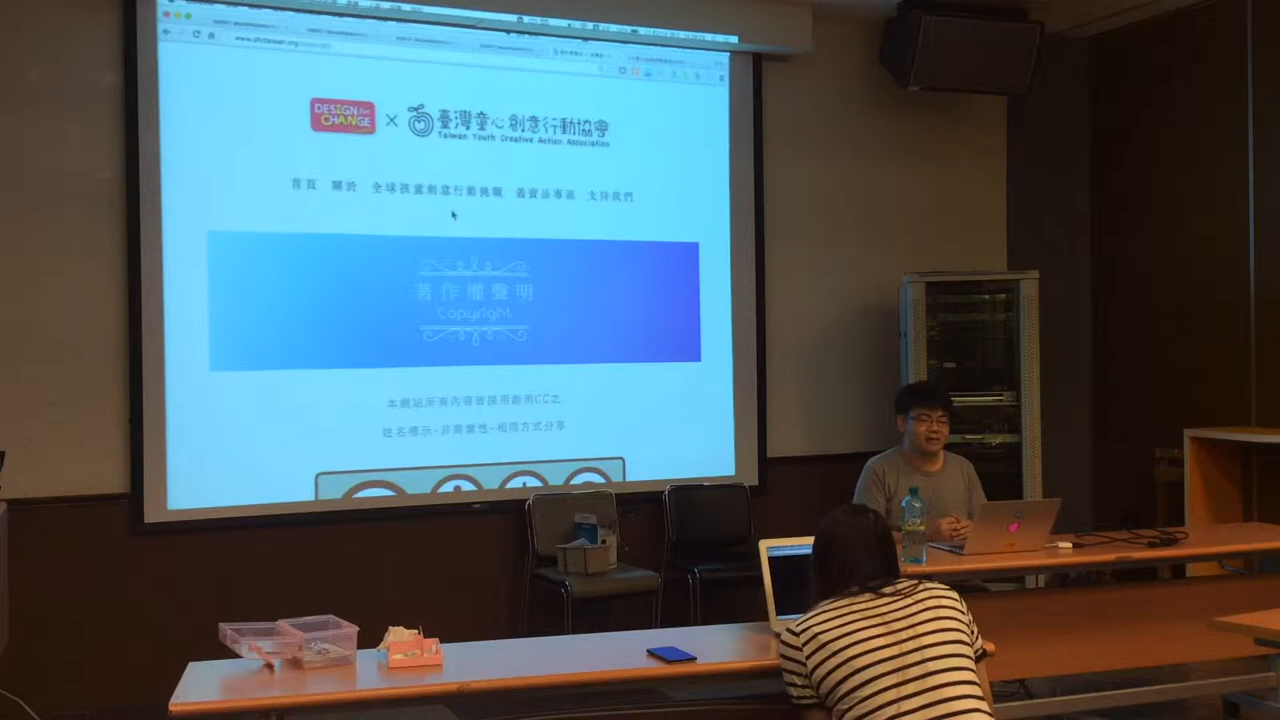 DESIGN for CHANGE
×
臺灣童心創意行動協會
Taiwan Youth Creative Action Association
首頁 關於 全球孩童創意行動挑戰 義賣品專區 支持我們
著作權聲明
Copyright
本網站所有內容皆採用創用CC之
姓名標示-非商業性-相同方式分享